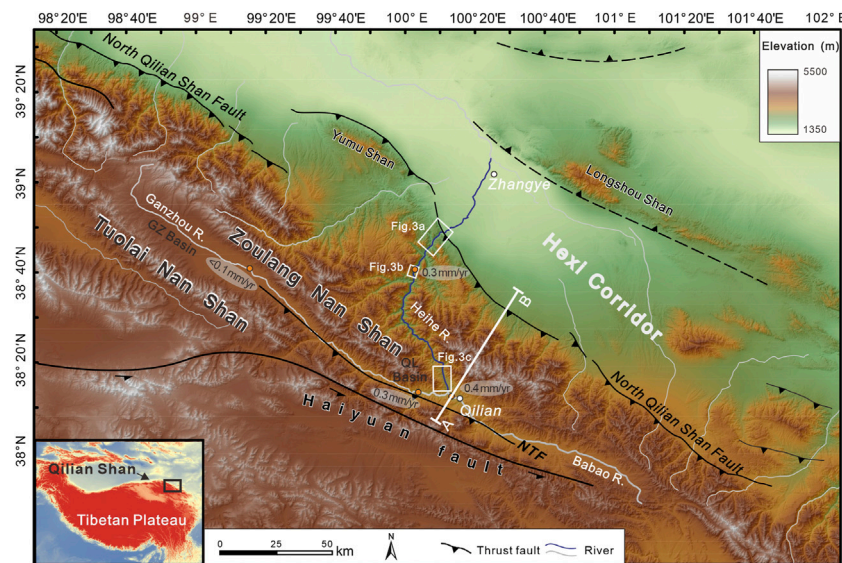 98°20'E
98°40'E
99°E
99°20'E
99°40'E
100°E
100°20'E
100°40'E
101°E
101°20'E
101°40'E
102°E
39°20'N
39°N
38°40'N
38°20'N
38°N
Elevation (m)
5500
1350
North Qilian Shan Fault
Yumu Shan
Zhangye
Longshou Shan
Ganzhou R.
GZ Basin
Fig.3a
Zoulang Nan Shan
Tuolai Nan Shan
Hexi Corridor
<0.1mm/yr
Fig.3b
0.3mm/yr
Heihe R.
B
QL
Basin
Fig.3c
0.4mm/yr
0.3mm/yr
Qilian
A
Haiyuan fault
NTF
Babao R.
North Qilian Shan Fault
Qilian Shan
Tibetan Plateau
0 25 50
km
N
Thrust fault
River